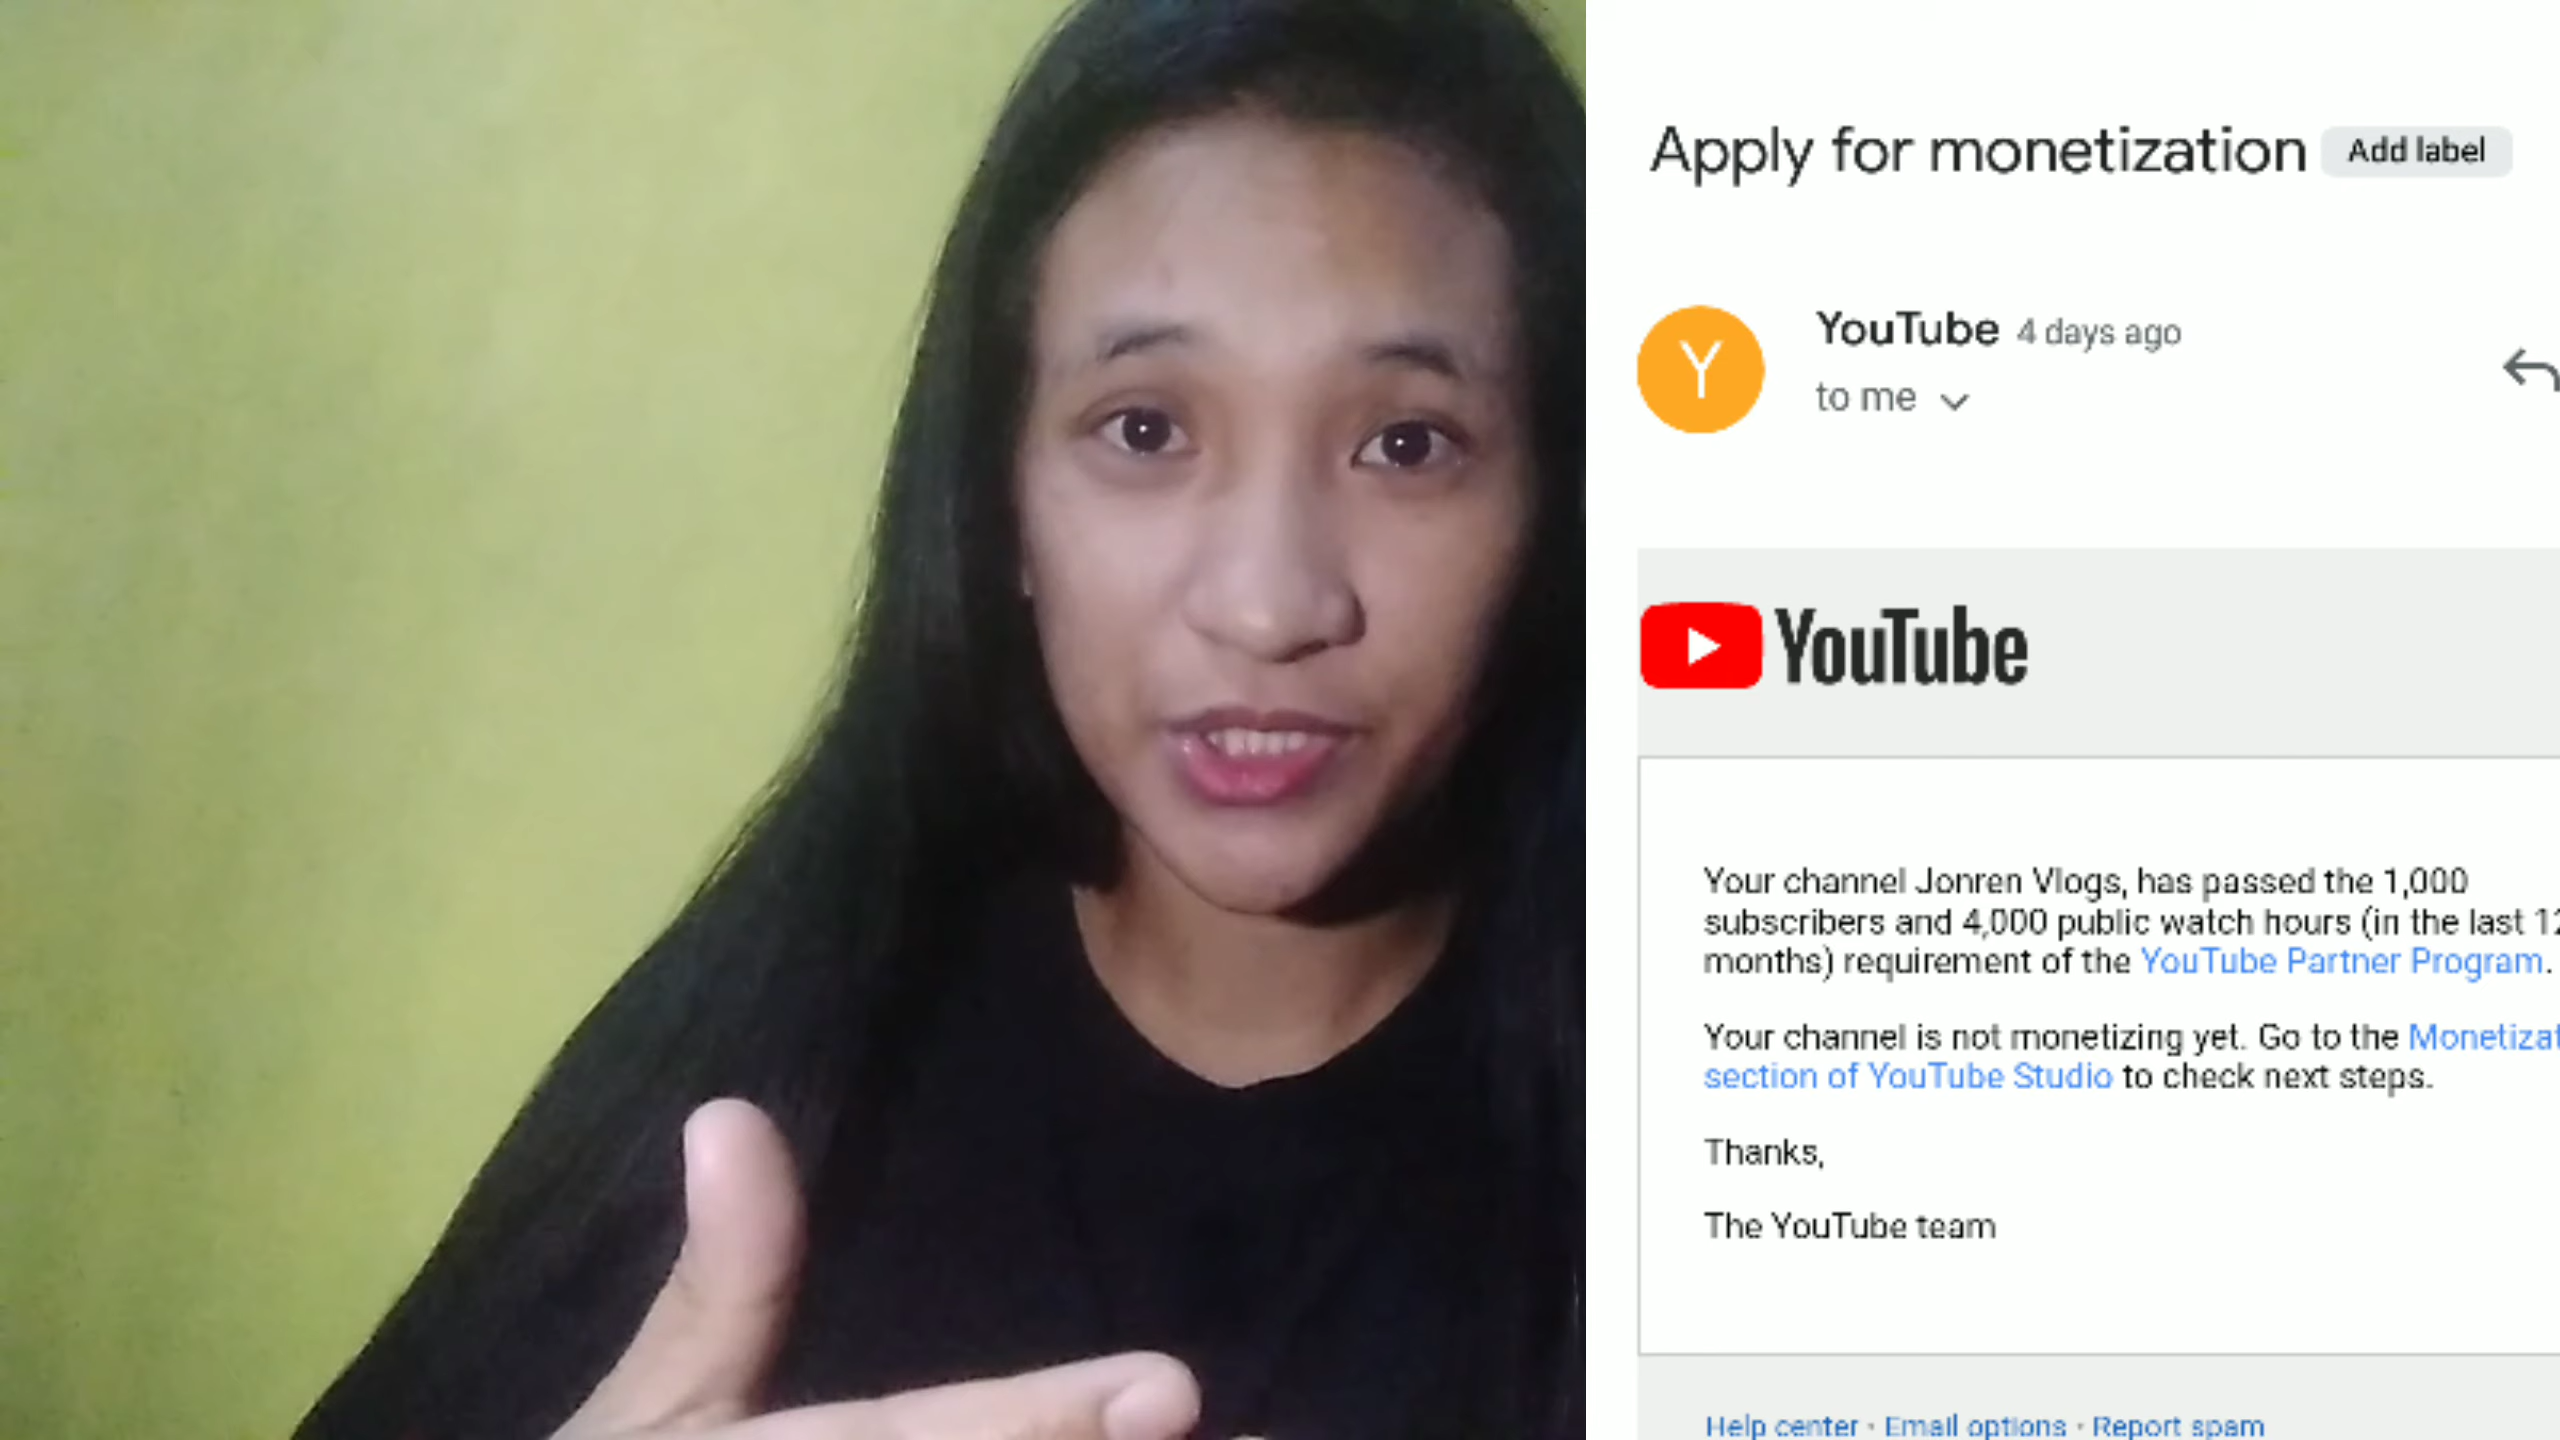 Apply for monetization Add label
Y
YouTube 4 days ago
to me
YouTube
Your channel Jonren Vlogs, has passed the 1,000
subscribers and 4,000 public watch hours (in the last
months) requirement of the YouTube Partner Program.
Your channel is not monetizing yet. Go to the
section of YouTube Studio to check next steps.
Thanks,
The YouTube team
Help center · Email options · Report spam